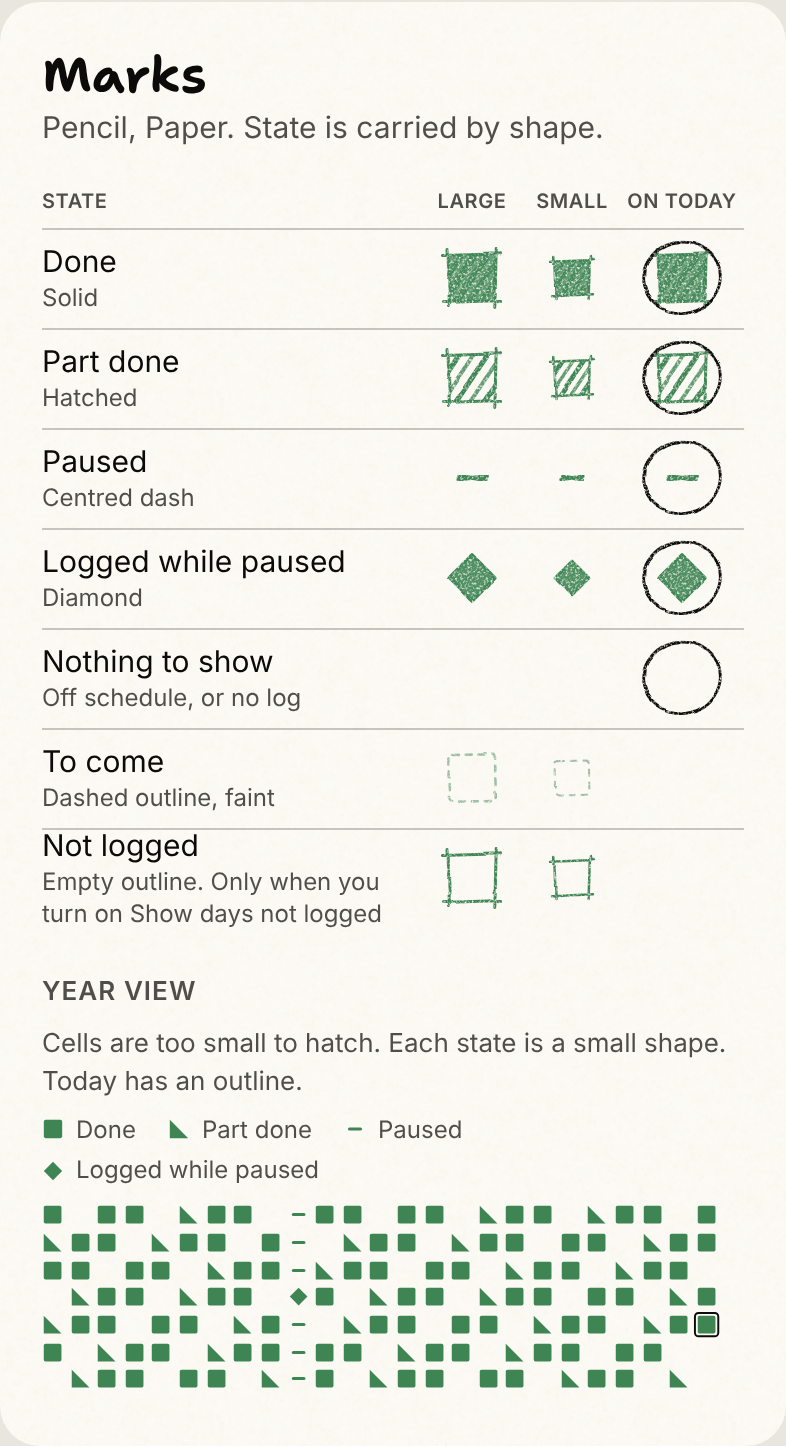 Marks
Pencil, Paper. State is carried by shape.
STATE LARGE SMALL ON TODAY
Done
Solid
Part done
Hatched
Paused
Centred dash
Logged while paused
Diamond
Nothing to show
Off schedule, or no log
To come
Dashed outline, faint
Not logged
Empty outline. Only when you
turn on Show days not logged
YEAR VIEW
Cells are too small to hatch. Each state is a small shape.
Today has an outline.
Done Part done Paused
Logged while paused